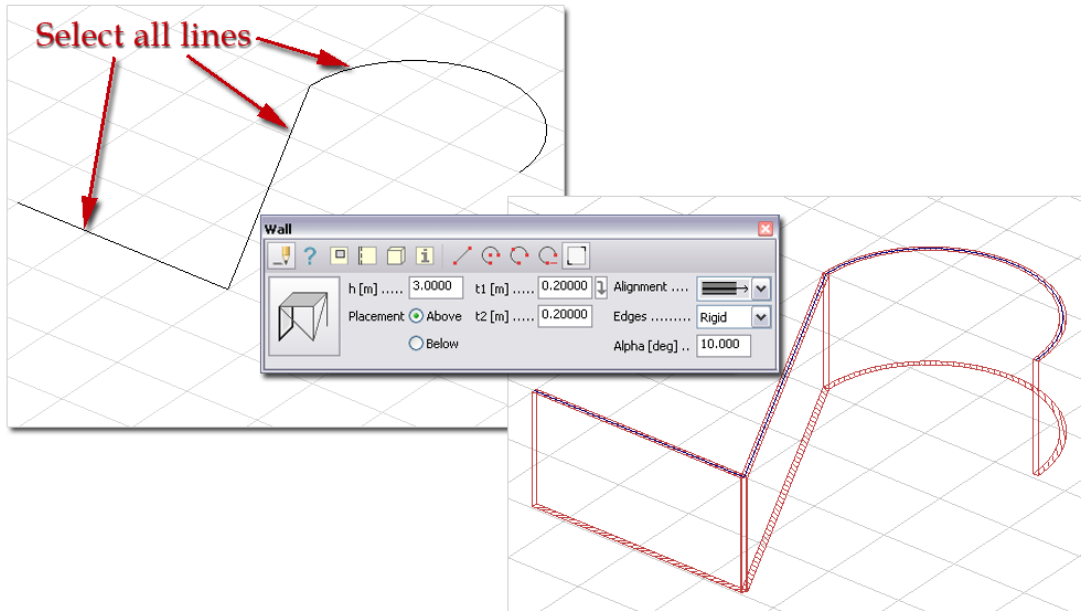 Select all lines
Wall
h [m] ..... 3.0000 t1 [m] ..... 0.20000 Alignment ....
Placement Above t2 [m] ..... 0.20000 Edges ......... Rigid
Below Alpha [deg] .. 10.000